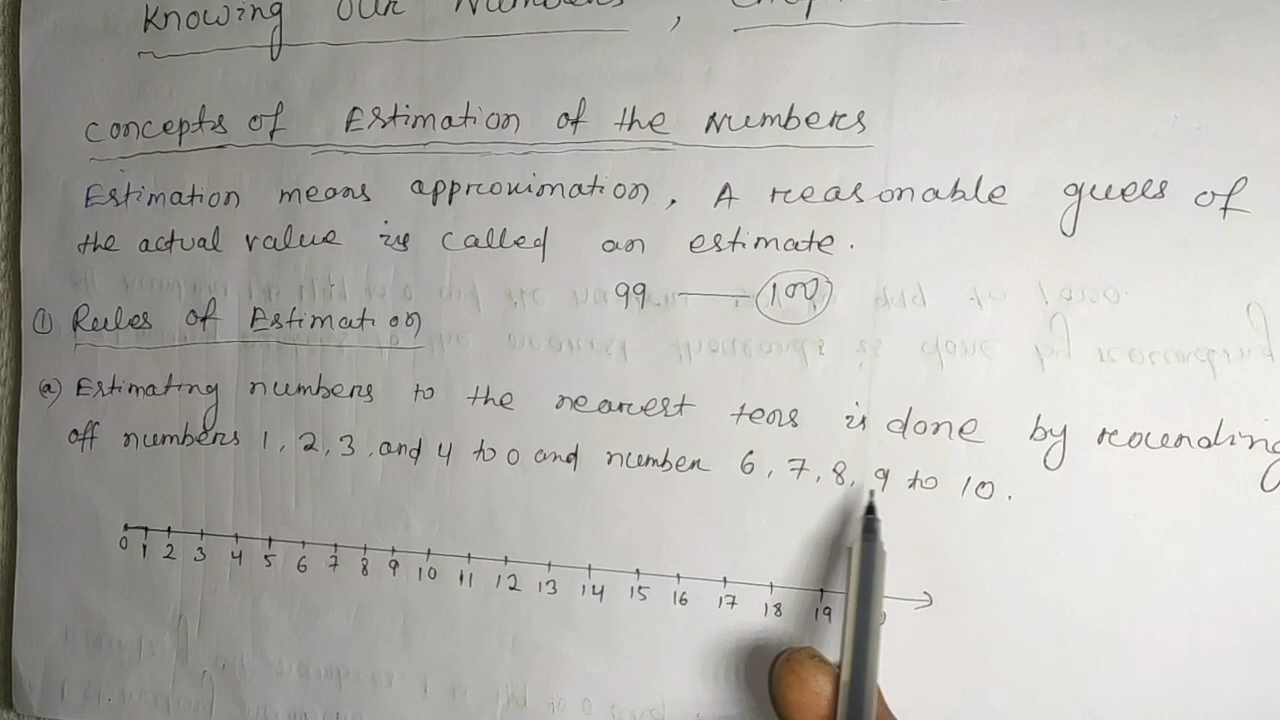 Knowing Our Numbers,
Concepts of Estimation of the Numbers
Estimation means approximation, A reasonable guess of
the actual value is called an estimate.
99 — 100
① Rules of Estimation
(a) Estimating numbers to the nearest tens is done by rounding
off numbers 1, 2, 3, and 4 to 0 and number 6, 7, 8, 9 to 10.
0 1 2 3 4 5 6 7 8 9 10 11 12 13 14 15 16 17 18 19